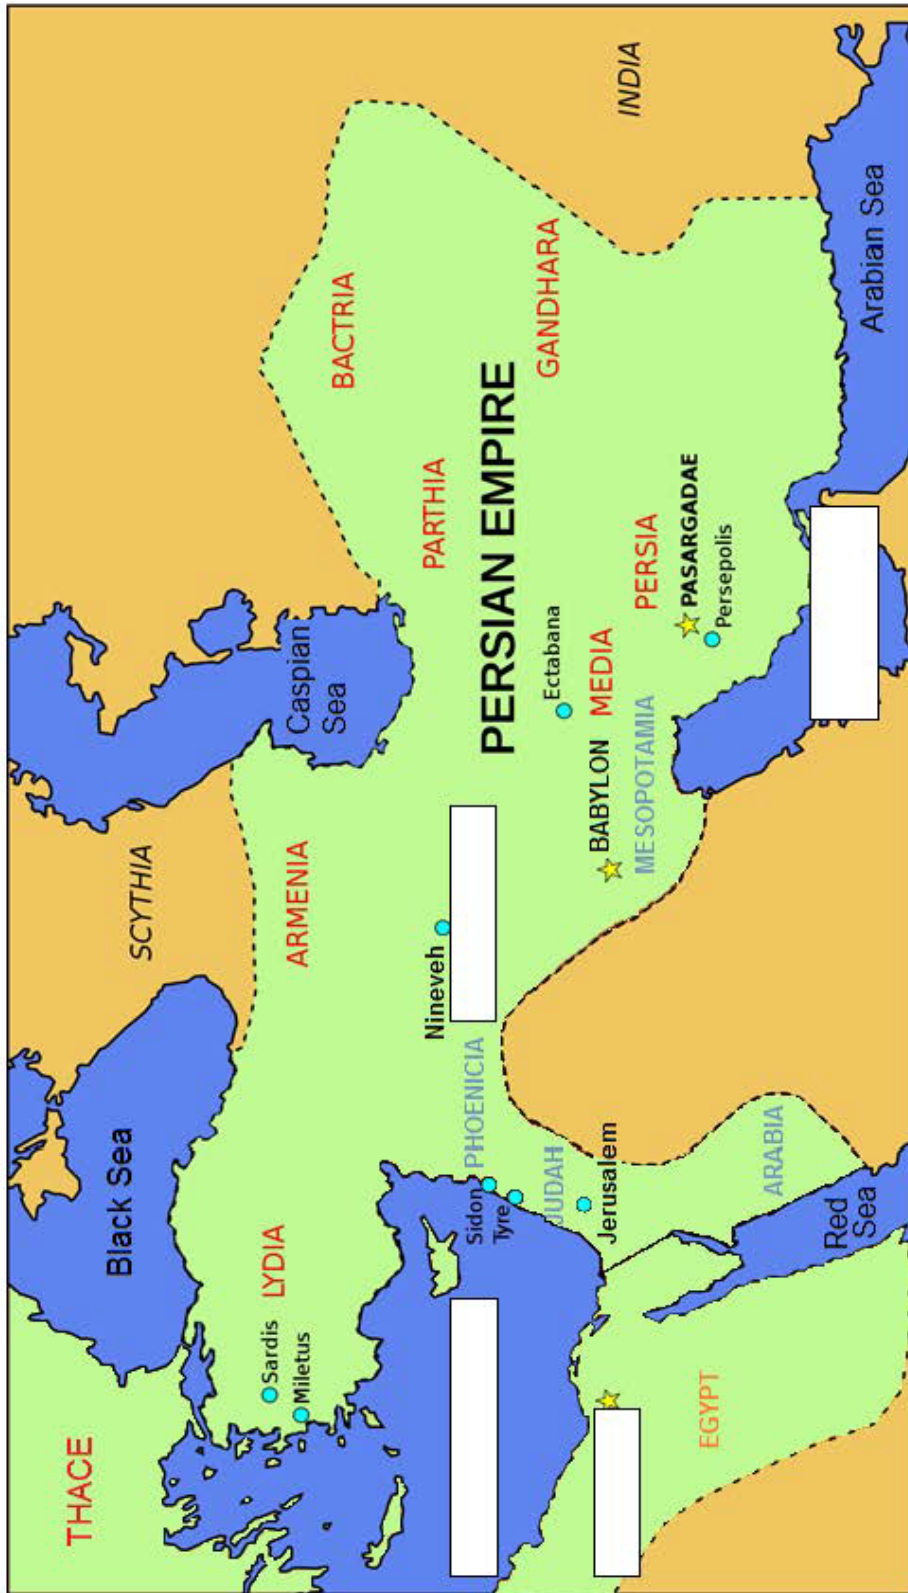 THACE
Black Sea
SCYTHIA
Caspian
Sea
Sardis
LYDIA
Miletus
ARMENIA
BACTRIA
PARTHIA
Nineveh
PERSIAN EMPIRE
Sidon
PHOENICIA
Tyre
JUDAH
Jerusalem
Ectabana
GANDHARA
BABYLON
MEDIA
MESOPOTAMIA
PERSIA
INDIA
PASARGADAE
Persepolis
EGYPT
ARABIA
Red
Sea
Arabian Sea